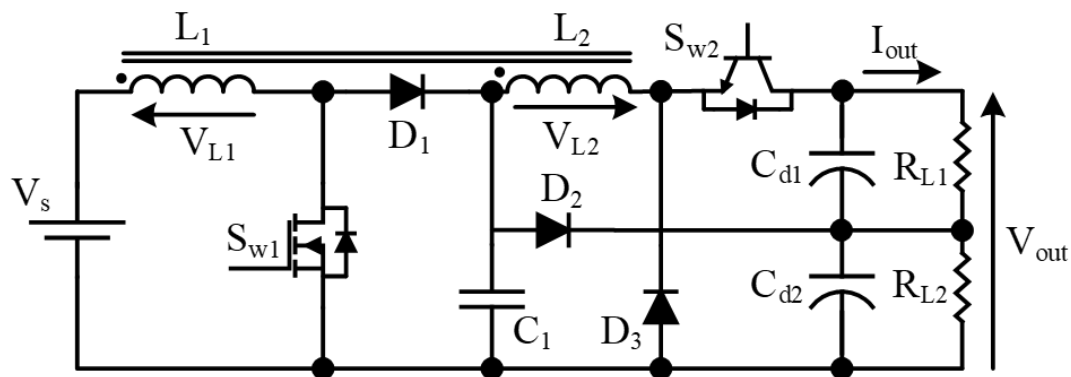 L1
L2
Sw2
Iout
VL1
D1
VL2
Cd1
RL1
Vs
D2
Sw1
Vout
C1
D3
Cd2
RL2